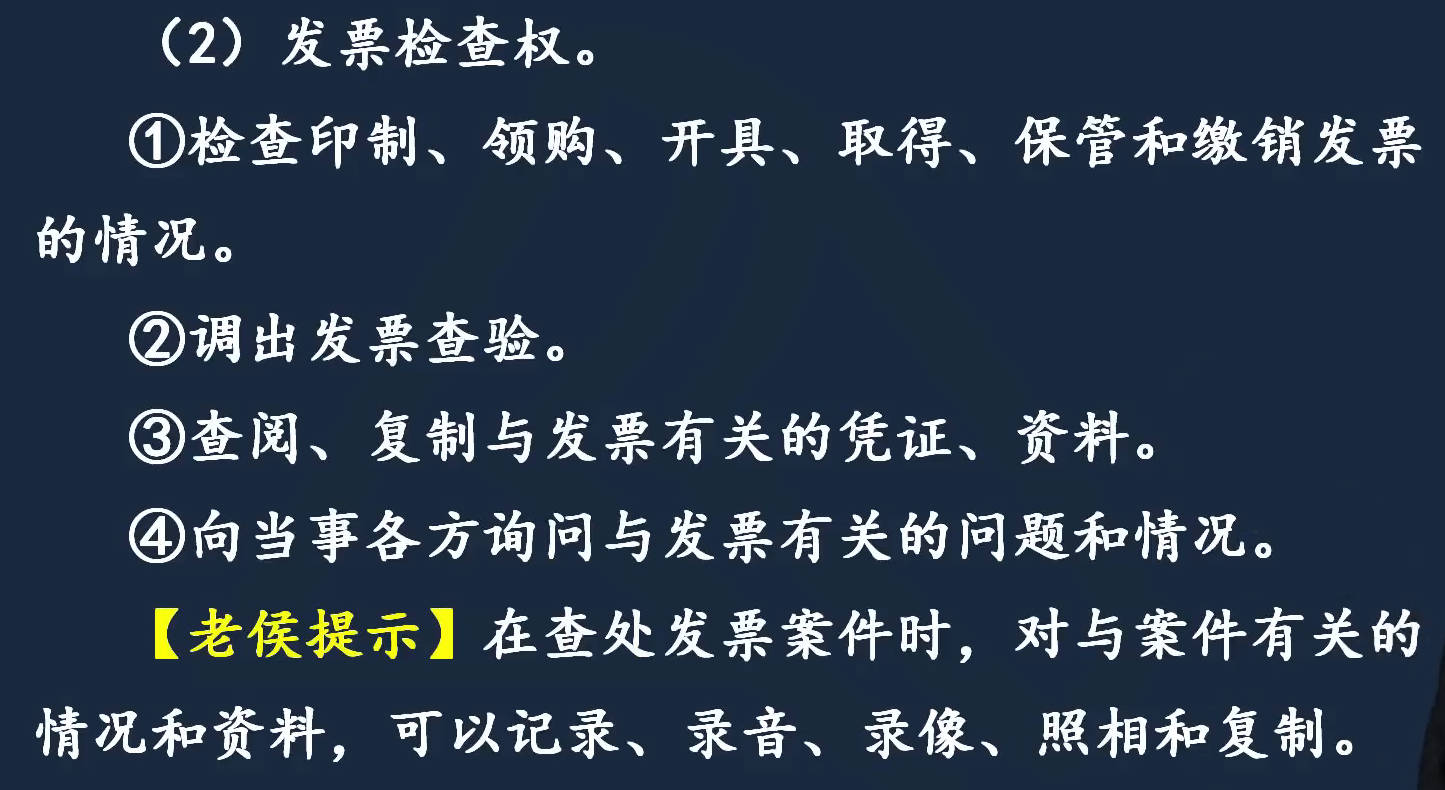 （2）发票检查权。
①检查印制、领购、开具、取得、保管和缴销发票
的情况。
②调出发票查验。
③查阅、复制与发票有关的凭证、资料。
④向当事各方询问与发票有关的问题和情况。
【老侯提示】在查处发票案件时，对与案件有关的
情况和资料，可以记录、录音、录像、照相和复制。